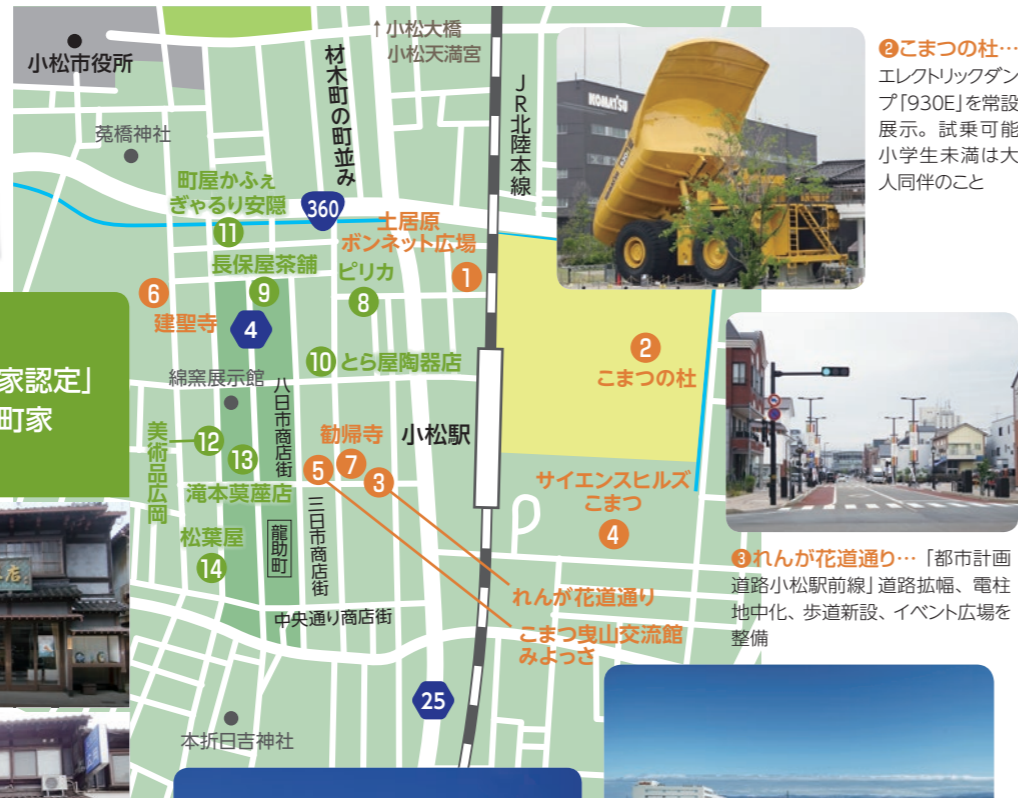 ↑小松大橋
小松天満宮
小松市役所
材木町の町並み
JR北陸本線
莵橋神社
町屋かふぇ
ぎゃるり安隠
⑪
360
土居原
ボンネット広場
①
長保屋茶舗
⑨
ピリカ
⑧
⑥
建聖寺
4
⑩とら屋陶器店
②
こまつの杜
綿窯展示館
八日市商店街
勧帰寺
小松駅
美術品広岡
⑫
⑬
⑤
⑦
③
滝本茣蓙店
サイエンスヒルズ
こまつ
④
三日市商店街
龍助町
松葉屋
⑭
れんが花道通り
中央通り商店街
こまつ曳山交流館
みよっさ
25
本折日吉神社
家認定」
町家
店
KOMATSU
❷こまつの杜…
エレクトリックダン
プ「930E」を常設
展示。試乗可能
小学生未満は大
人同伴のこと
❸れんが花道通り…「都市計画
道路小松駅前線」道路拡幅、電柱
地中化、歩道新設、イベント広場を
整備